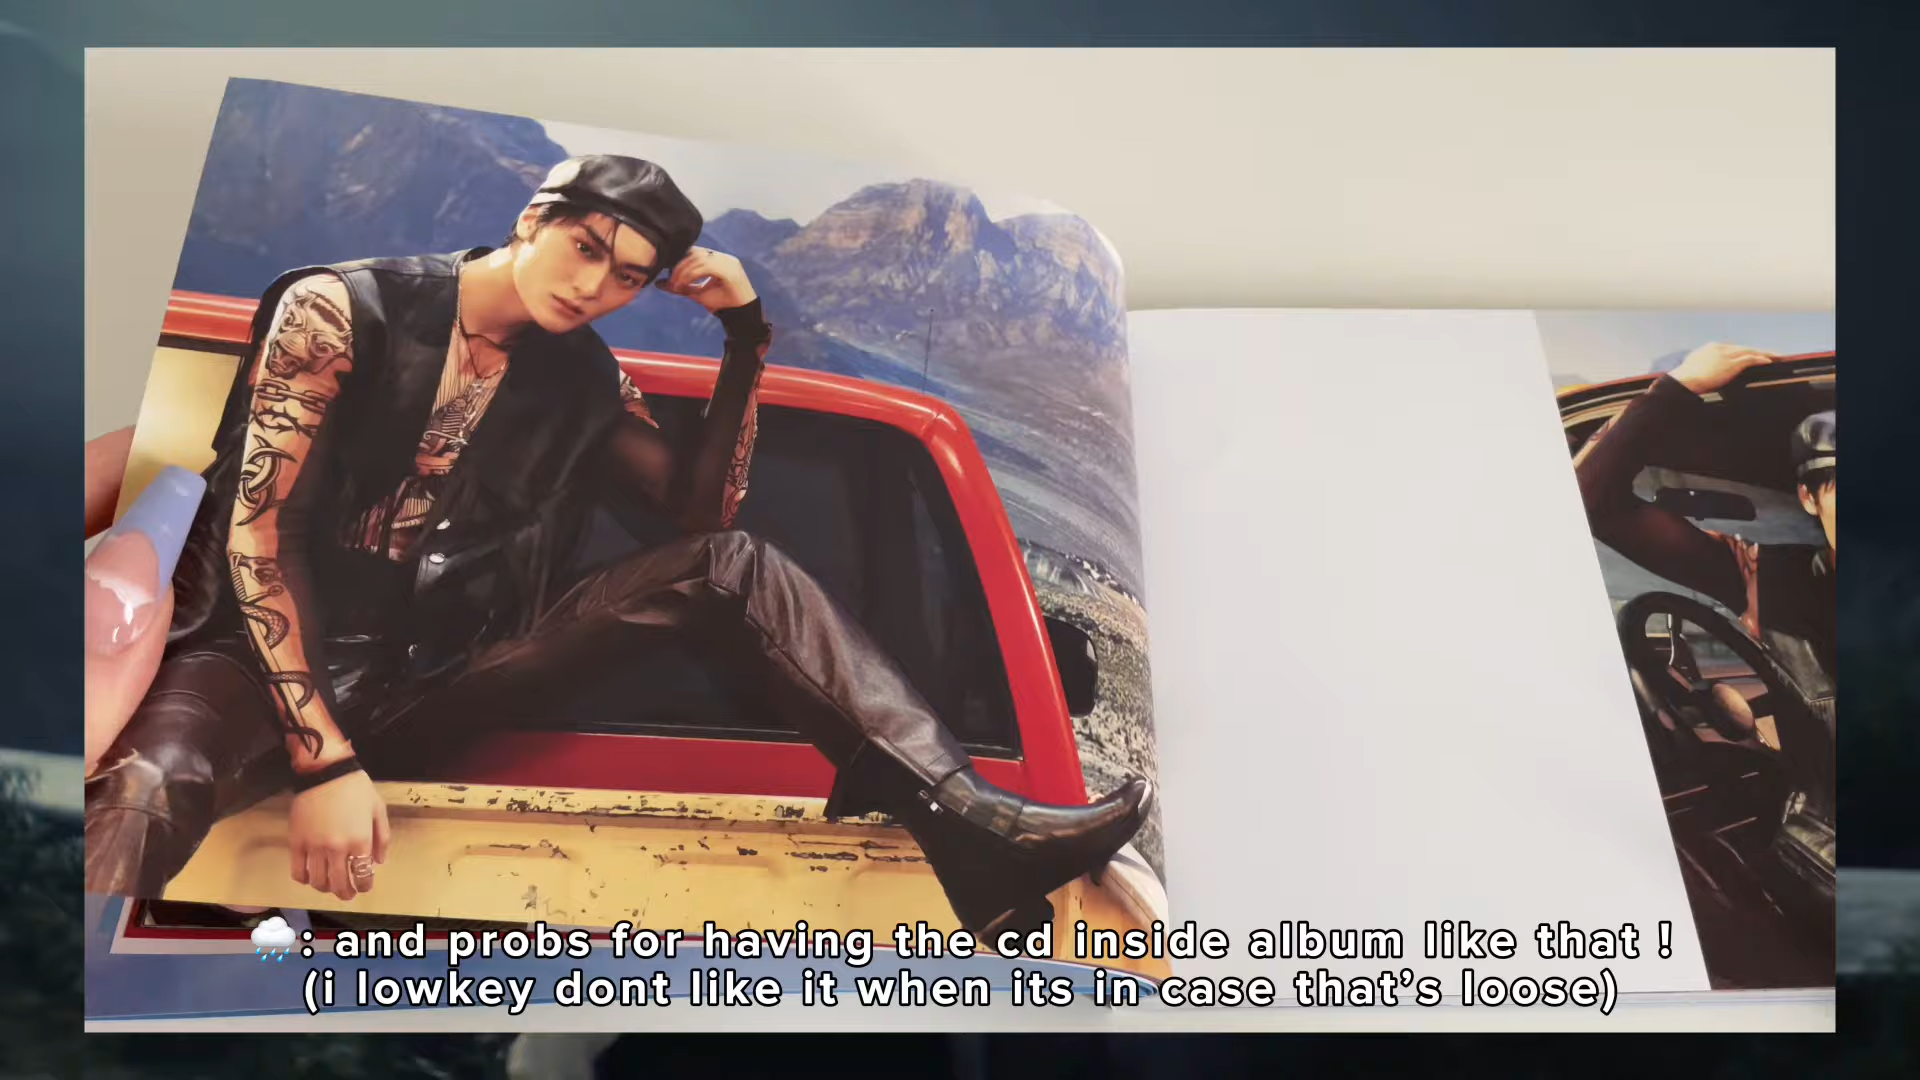 🌧️: and probs for having the cd inside album like that !
(i lowkey dont like it when its in case that's loose)